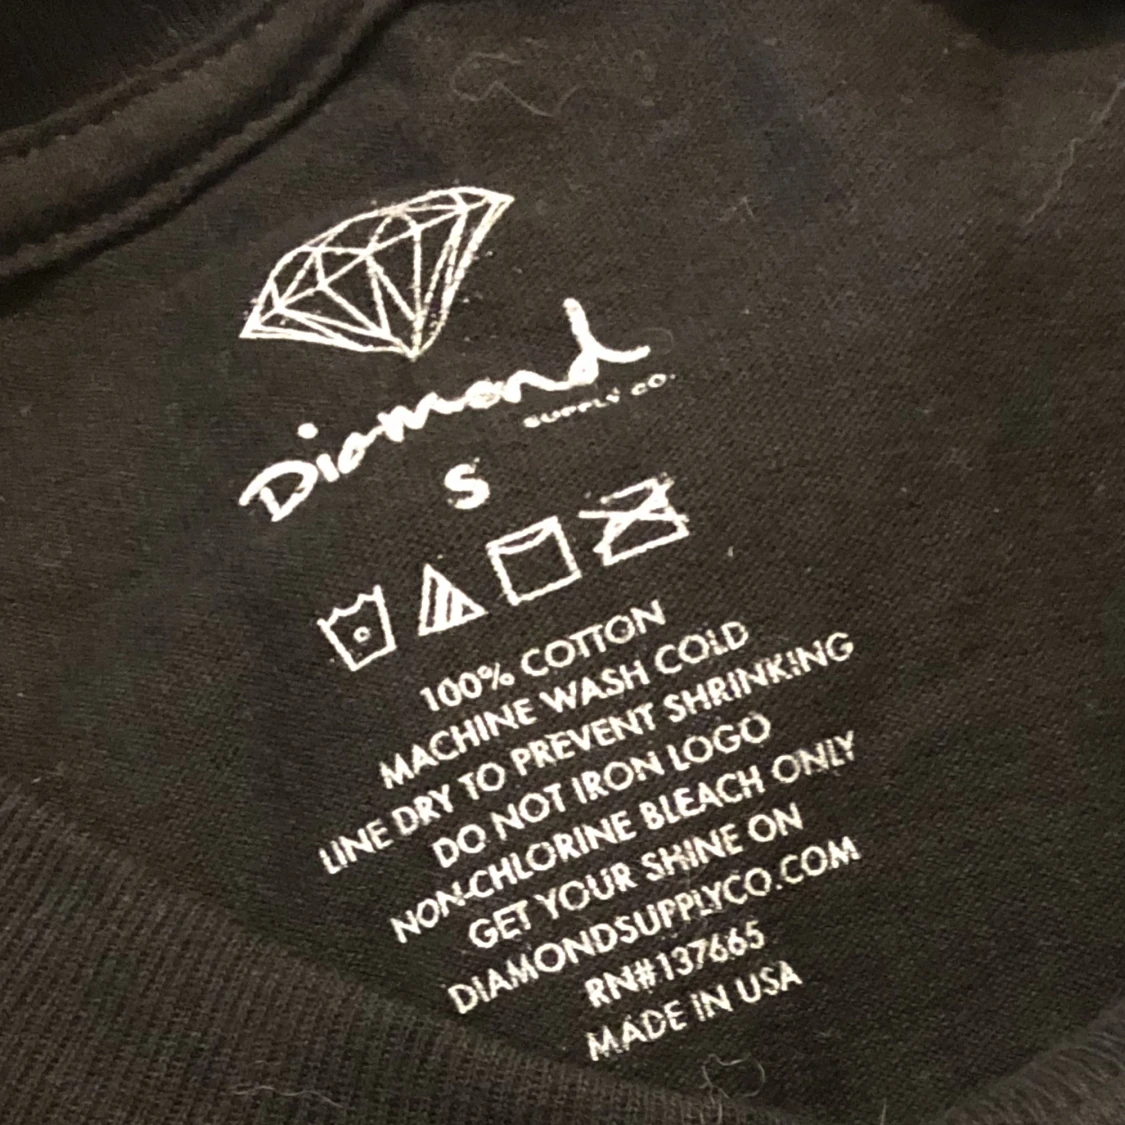 Diamond
SUPPLY CO.
S
100% COTTON
MACHINE WASH COLD
LINE DRY TO PREVENT SHRINKING
DO NOT IRON LOGO
NON-CHLORINE BLEACH ONLY
GET YOUR SHINE ON
DIAMONDSUPPLYCO.COM
RN#137665
MADE IN USA